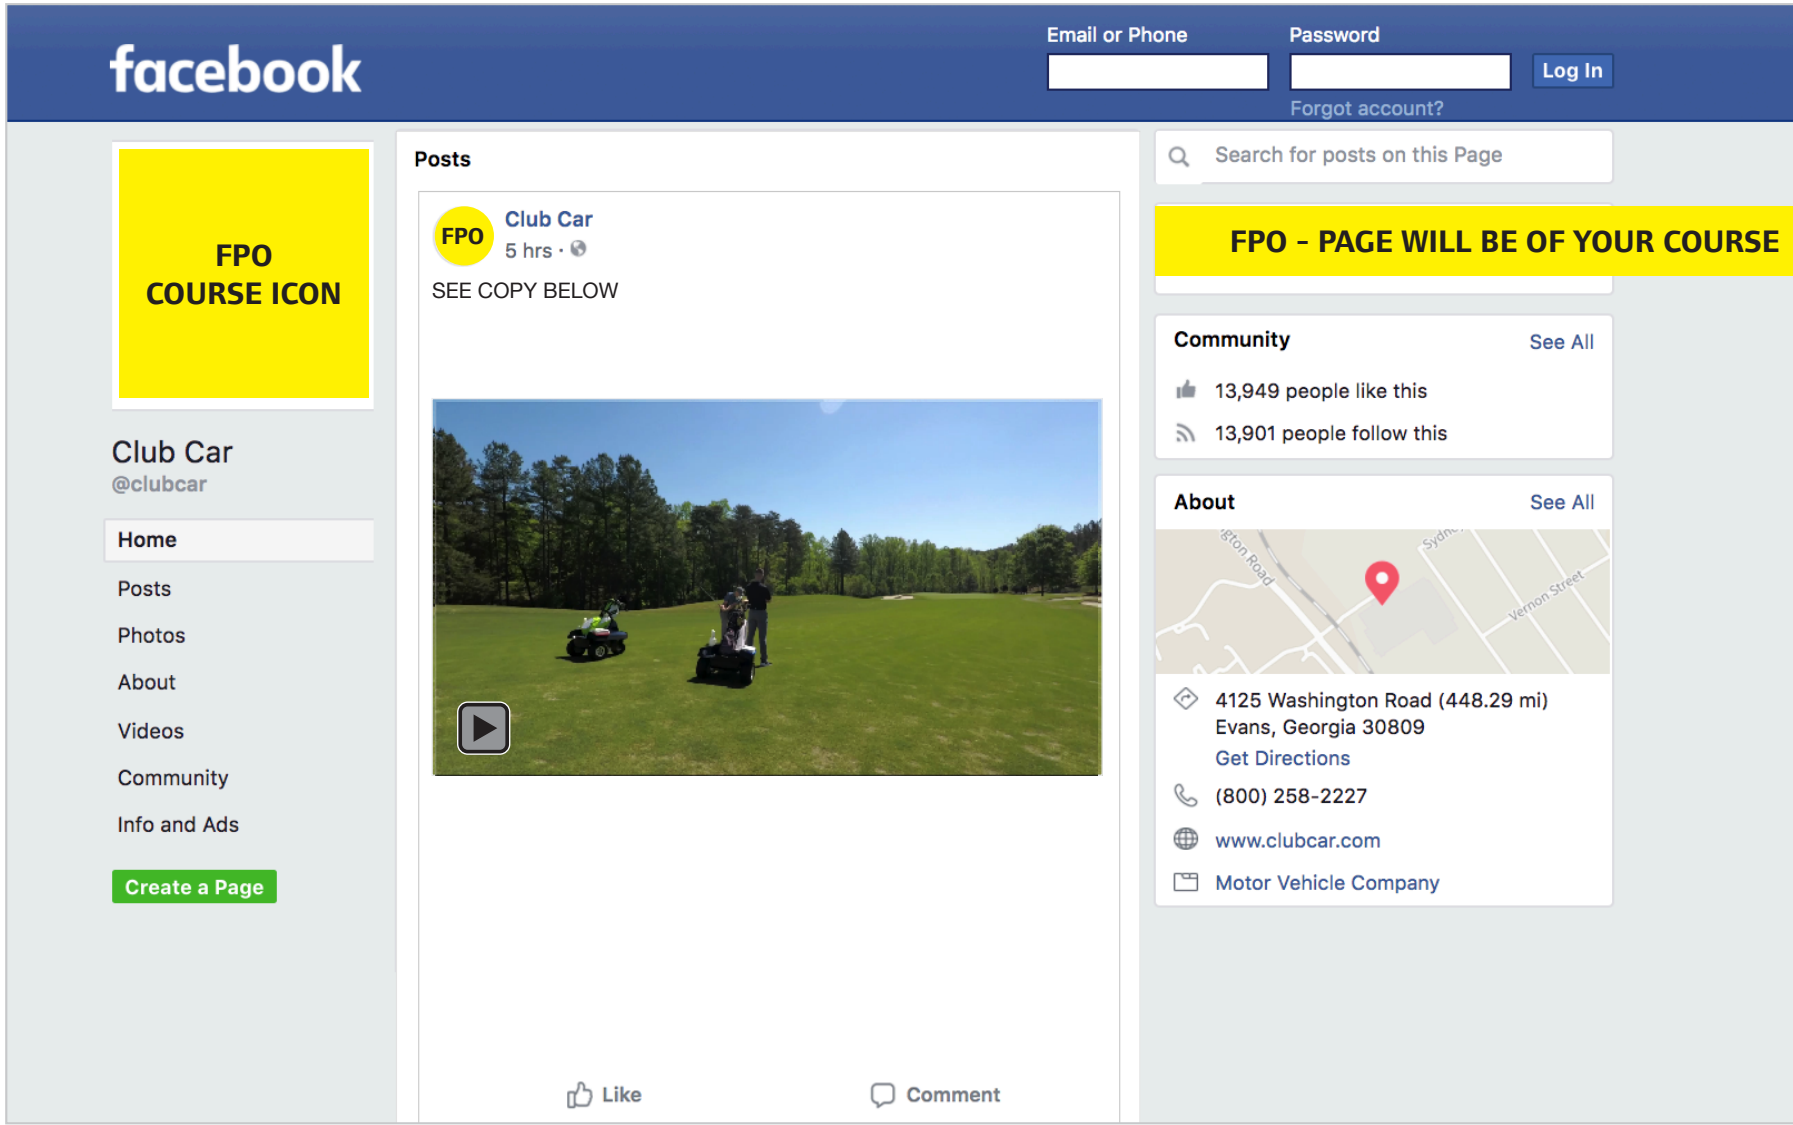 facebook
Email or Phone
Password
Log In
Forgot account?
FPO
COURSE ICON
Club Car
@clubcar
Home
Posts
Photos
About
Videos
Community
Info and Ads
Create a Page
Posts
FPO
Club Car
5 hrs ·
SEE COPY BELOW
Like
Comment
Search for posts on this Page
FPO - PAGE WILL BE OF YOUR COURSE
Community
See All
13,949 people like this
13,901 people follow this
About
See All
Road
Vernon Street
4125 Washington Road (448.29 mi)
Evans, Georgia 30809
Get Directions
(800) 258-2227
www.clubcar.com
Motor Vehicle Company